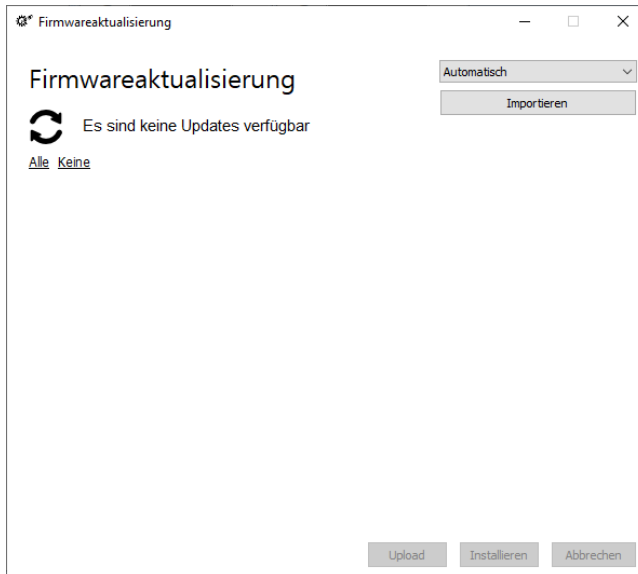 Firmwareaktualisierung
Firmwareaktualisierung
Automatisch
Importieren
Es sind keine Updates verfügbar
Alle Keine
Upload Installieren Abbrechen